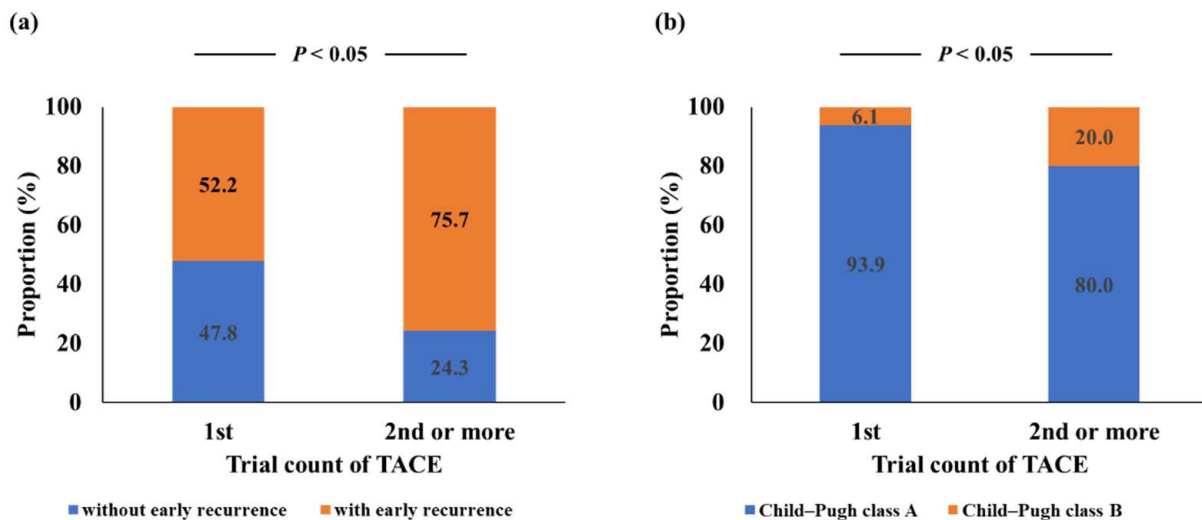 (a)
P < 0.05
100
80
60
40
20
0
Proportion (%)
52.2
47.8
75.7
24.3
1st
2nd or more
Trial count of TACE
without early recurrence
with early recurrence
(b)
P < 0.05
100
80
60
40
20
0
Proportion (%)
6.1
93.9
20.0
80.0
1st
2nd or more
Trial count of TACE
Child–Pugh class A
Child–Pugh class B